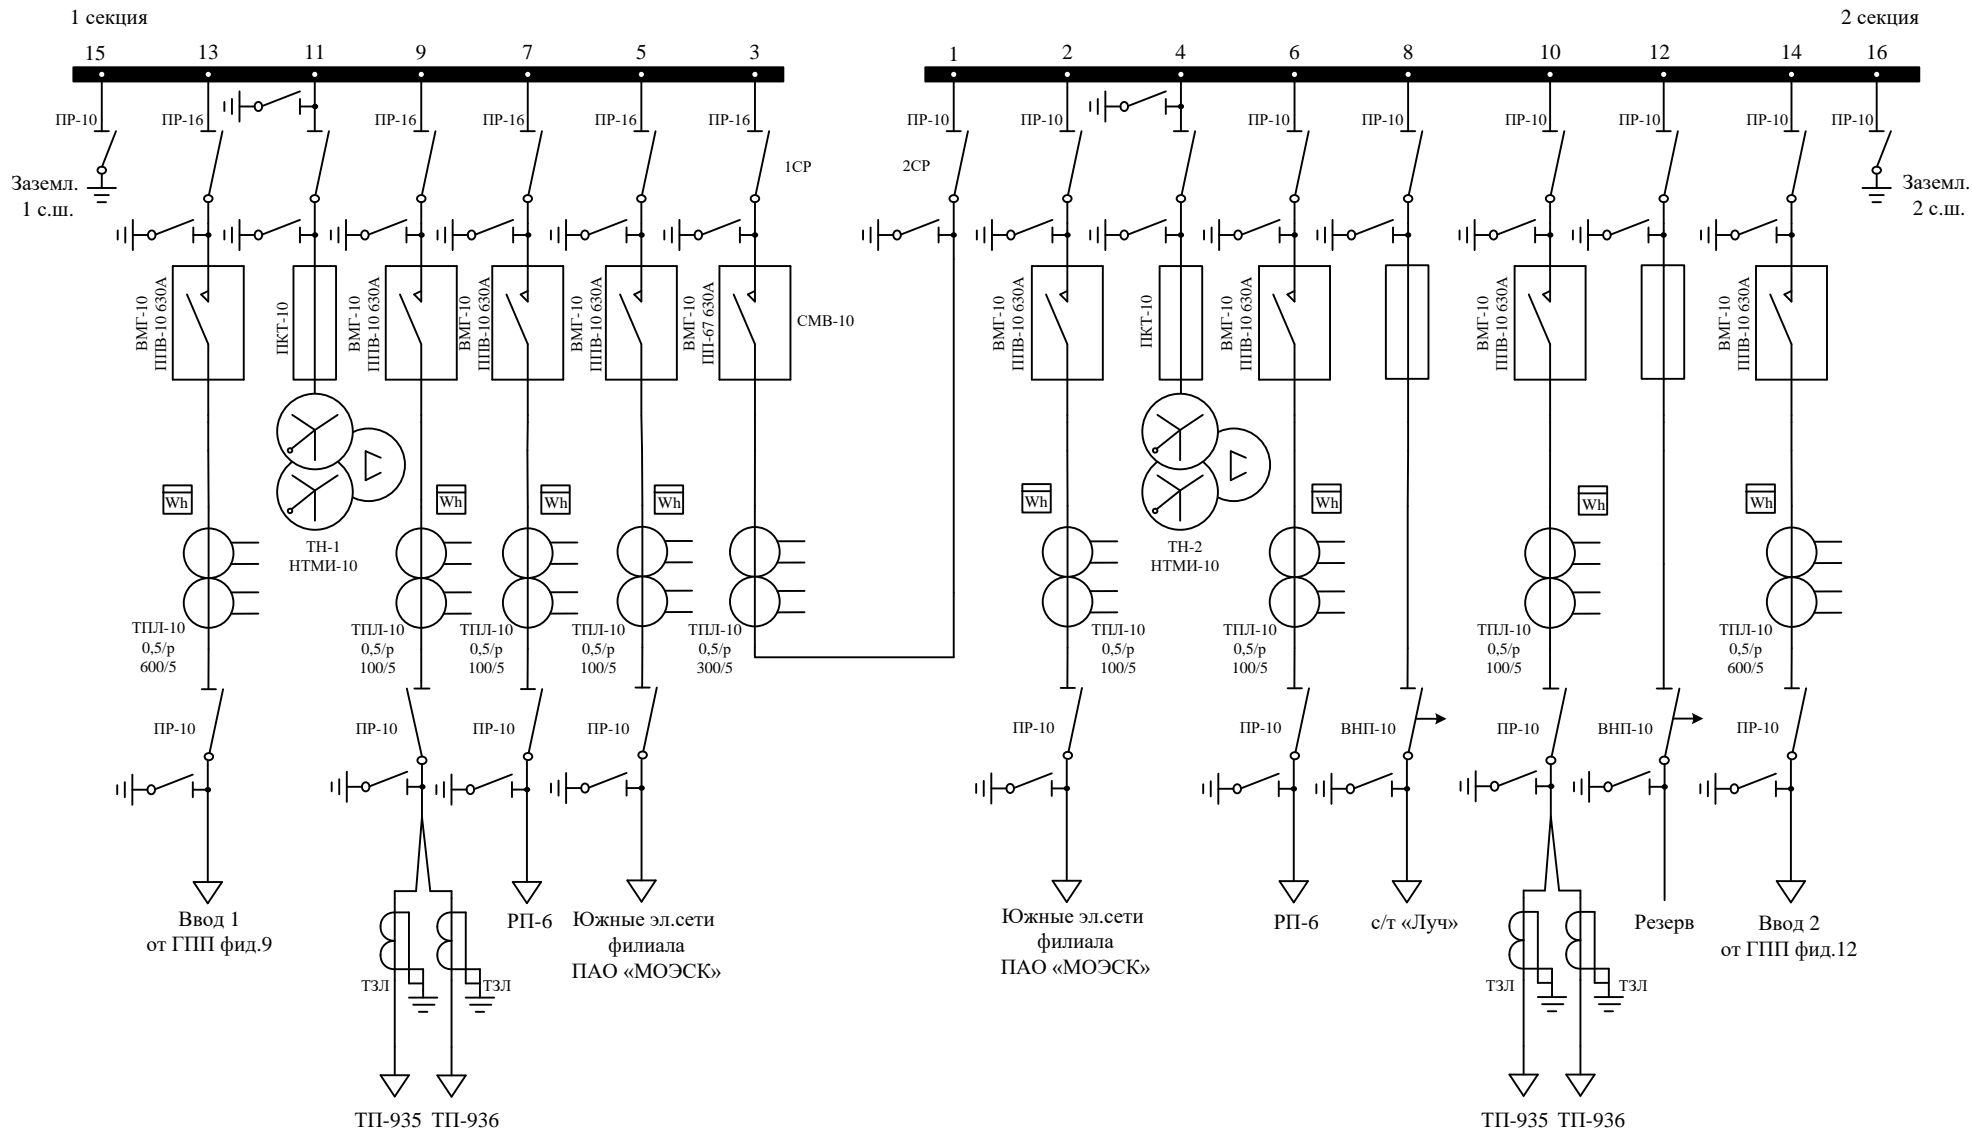 1 секция
2 секция
15
13
11
9
7
5
3
1
2
4
6
8
10
12
14
16
ПР-10
ПР-16
ПР-16
ПР-16
ПР-16
ПР-16
ПР-10
ПР-10
ПР-10
ПР-10
ПР-10
ПР-10
ПР-10
ПР-10
1СР
2СР
Заземл.
1 с.ш.
Заземл.
2 с.ш.
ВМГ-10
ППВ-10 630А
ПКТ-10
ВМГ-10
ППВ-10 630А
ВМГ-10
ППВ-10 630А
ВМГ-10
ППВ-10 630А
ВМГ-10
ПП-67 630А
СМВ-10
ВМГ-10
ППВ-10 630А
ПКТ-10
ВМГ-10
ППВ-10 630А
ВМГ-10
ППВ-10 630А
ВМГ-10
ППВ-10 630А
Wh
Wh
Wh
Wh
Wh
Wh
Wh
Wh
ТН-1
НТМИ-10
ТН-2
НТМИ-10
ТПЛ-10
0,5/р
600/5
ТПЛ-10
0,5/р
100/5
ТПЛ-10
0,5/р
100/5
ТПЛ-10
0,5/р
100/5
ТПЛ-10
0,5/р
300/5
ТПЛ-10
0,5/р
100/5
ТПЛ-10
0,5/р
100/5
ТПЛ-10
0,5/р
100/5
ТПЛ-10
0,5/р
600/5
ПР-10
ПР-10
ПР-10
ПР-10
ПР-10
ПР-10
ВНП-10
ПР-10
ВНП-10
ПР-10
Ввод 1
от ГПП фид.9
РП-6
Южные эл.сети
филиала
ПАО «МОЭСК»
Южные эл.сети
филиала
ПАО «МОЭСК»
РП-6
с/т «Луч»
Резерв
Ввод 2
от ГПП фид.12
ТЗЛ
ТЗЛ
ТЗЛ
ТЗЛ
ТП-935
ТП-936
ТП-935
ТП-936